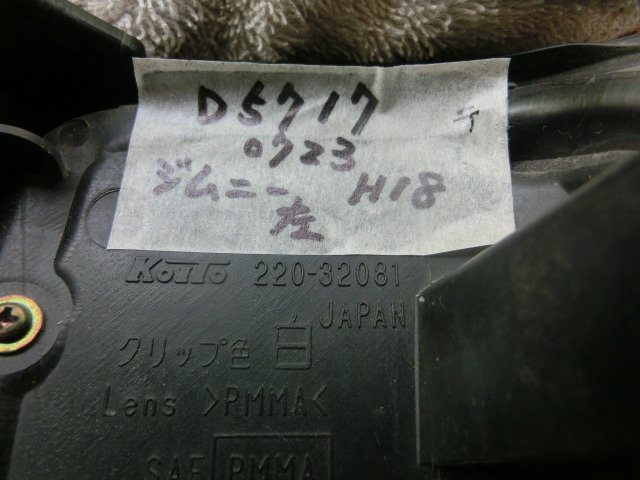 D5717
テ
0723
ジムニー H18
左
KOITO 220-32081
JAPAN
クリップ色 白
Lens >PMMA<
SAE PMMA